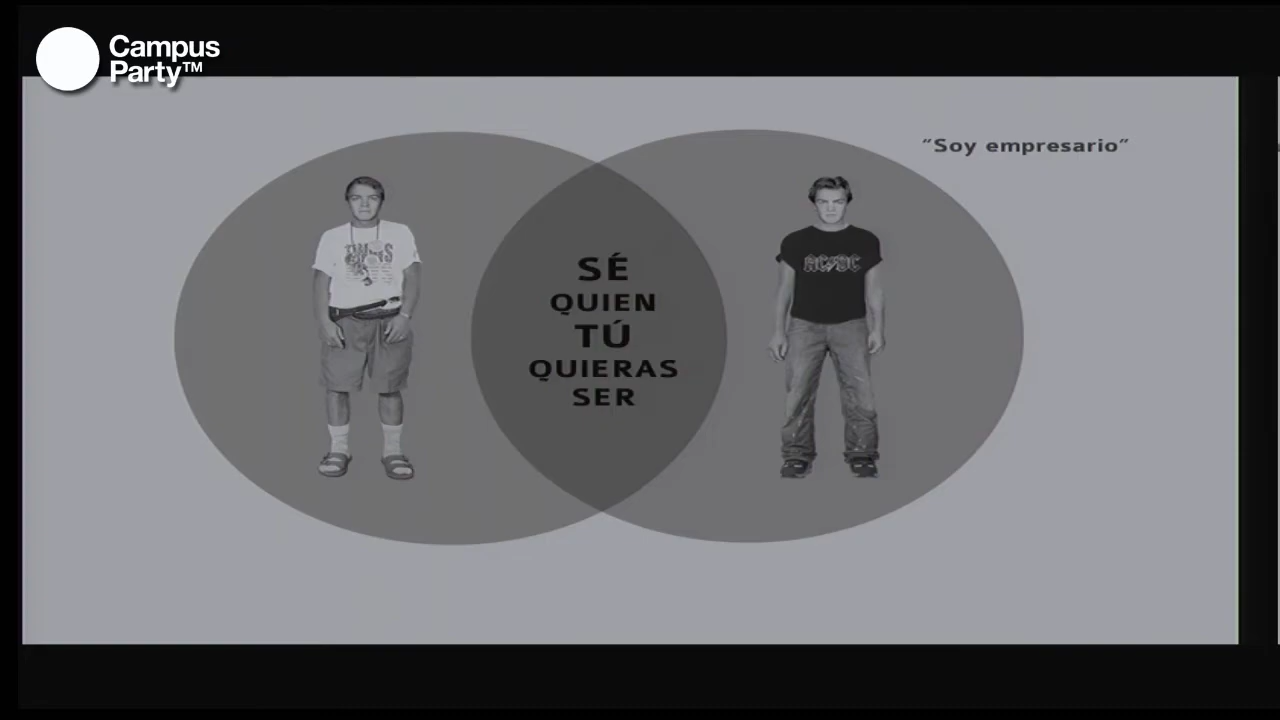 Campus
Party™
“Soy empresario”
SÉ
QUIEN
TÚ
QUIERAS
SER
AC/DC